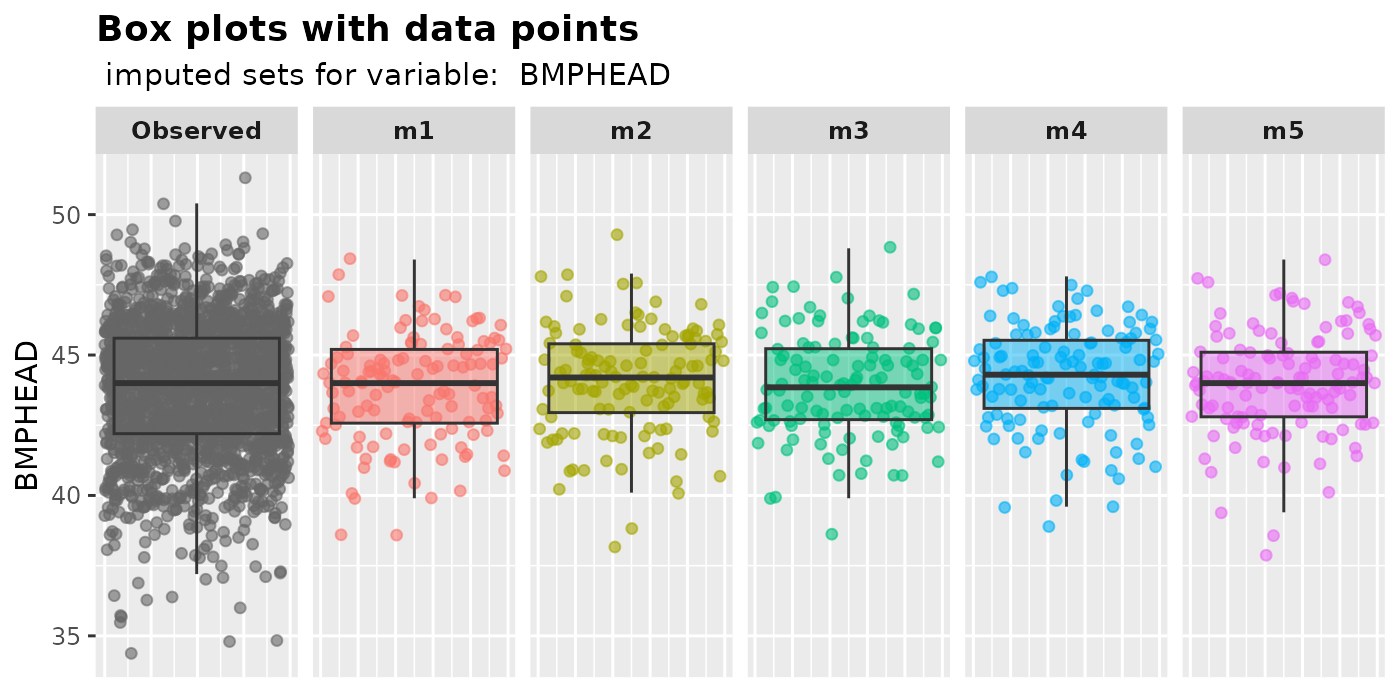 Box plots with data points
imputed sets for variable:  BMPHEAD
Observed
m1
m2
m3
m4
m5
50
45
40
35
BMPHEAD